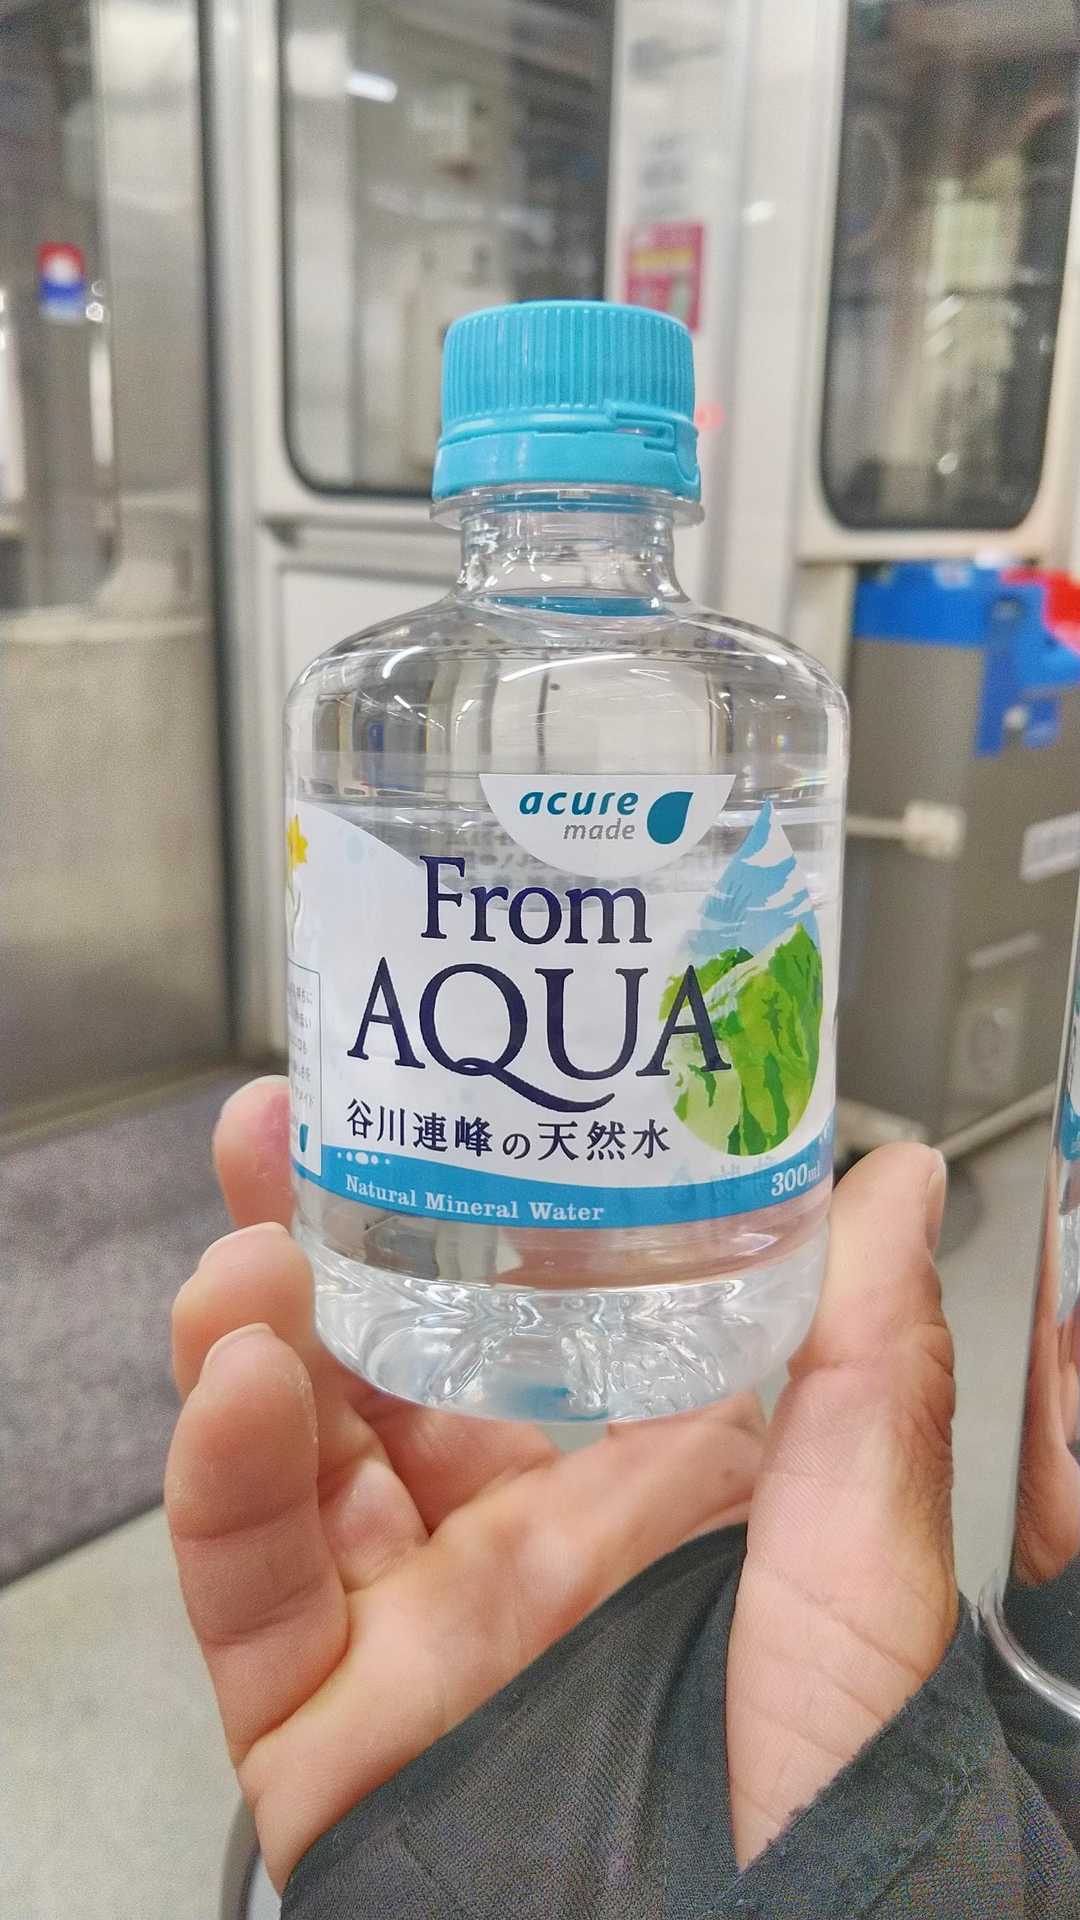 acure
made
From
AQUA
谷川連峰の天然水
Natural Mineral Water
300ml